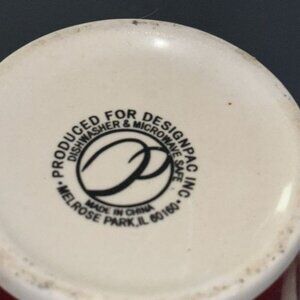 PRODUCED FOR DESIGNPAC INC
DISHWASHER & MICROWAVE SAFE
MADE IN CHINA
• MELROSE PARK, IL 60160 •